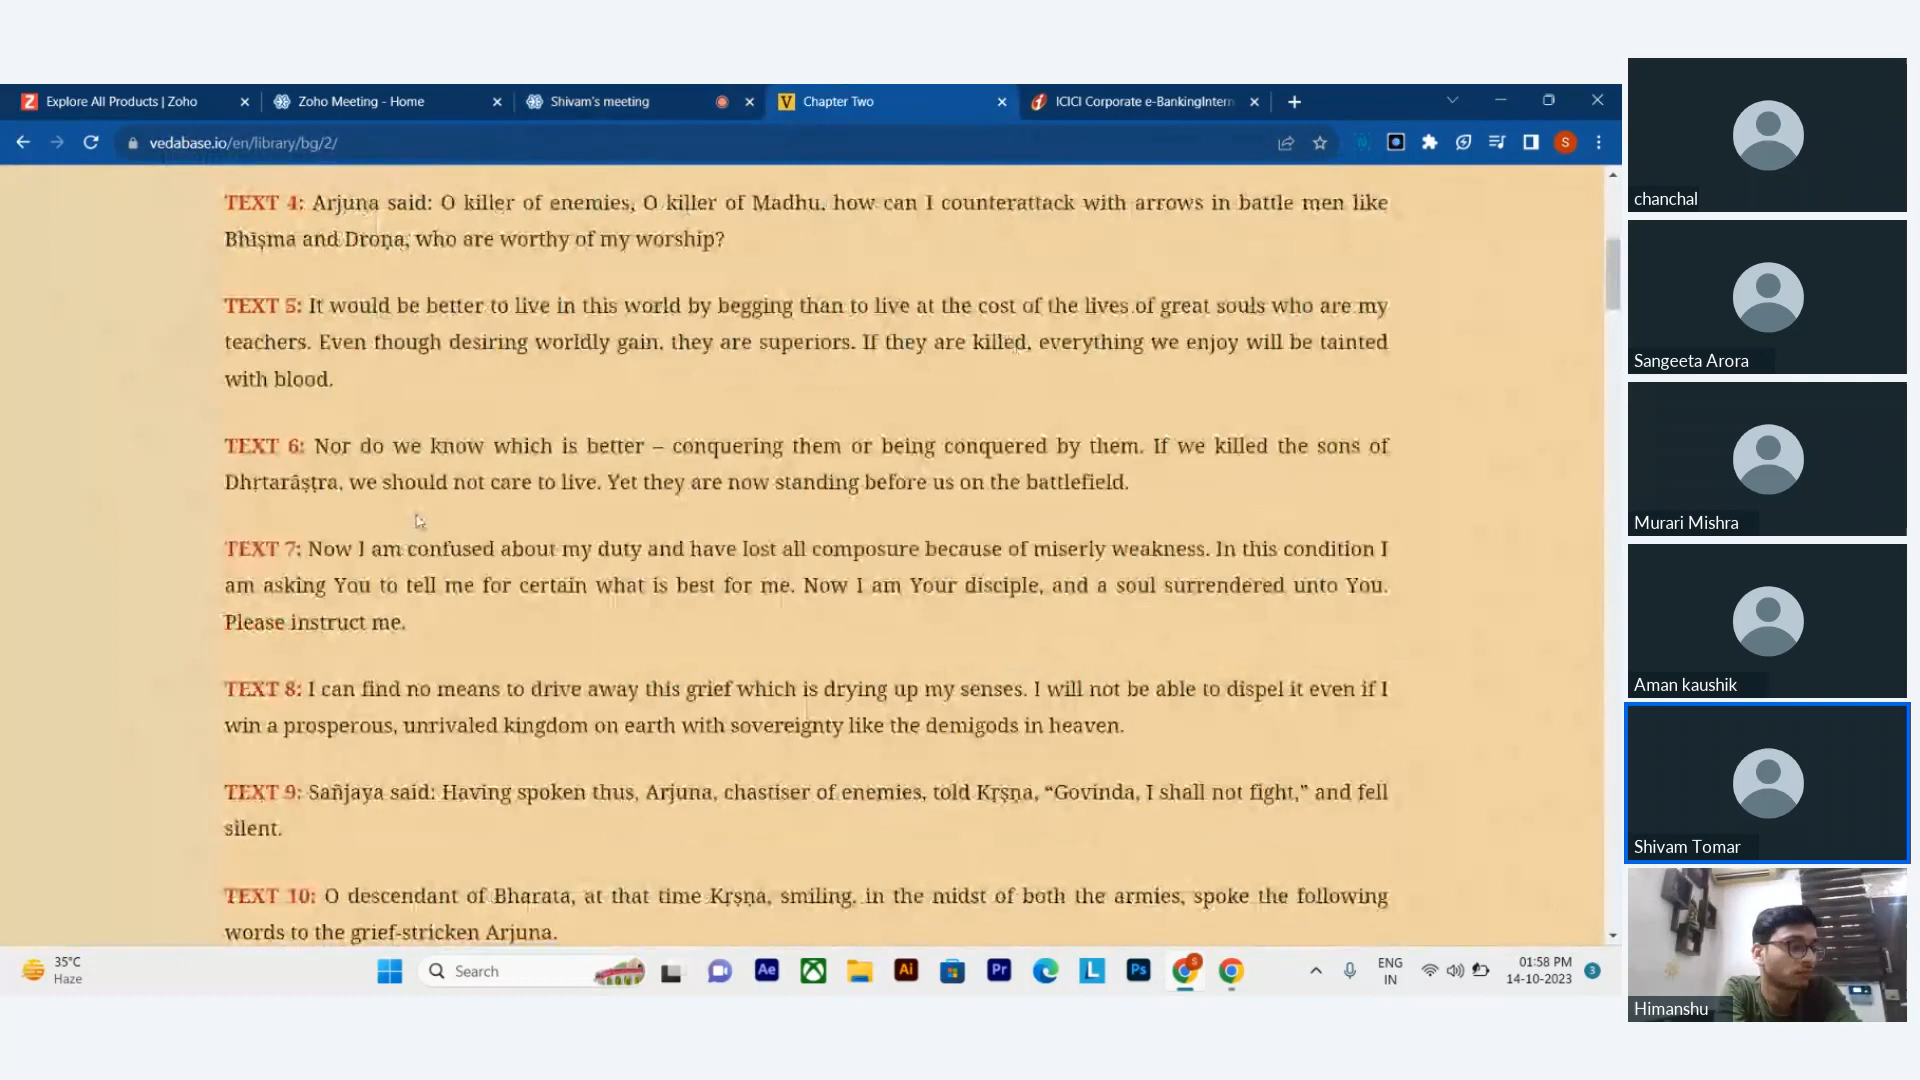 Explore All Products | Zoho
Zoho Meeting - Home
Shivam's meeting
Chapter Two
ICICI Corporate e-BankingIntern
vedabase.io/en/library/bg/2/
S
TEXT 4: Arjuna said: O killer of enemies, O killer of Madhu, how can I counterattack with arrows in battle men like
Bhīṣma and Droṇa, who are worthy of my worship?
TEXT 5: It would be better to live in this world by begging than to live at the cost of the lives of great souls who are my
teachers. Even though desiring worldly gain, they are superiors. If they are killed, everything we enjoy will be tainted
with blood.
TEXT 6: Nor do we know which is better – conquering them or being conquered by them. If we killed the sons of
Dhṛtarāṣṭra, we should not care to live. Yet they are now standing before us on the battlefield.
TEXT 7: Now I am confused about my duty and have lost all composure because of miserly weakness. In this condition I
am asking You to tell me for certain what is best for me. Now I am Your disciple, and a soul surrendered unto You.
Please instruct me.
TEXT 8: I can find no means to drive away this grief which is drying up my senses. I will not be able to dispel it even if I
win a prosperous, unrivaled kingdom on earth with sovereignty like the demigods in heaven.
TEXT 9: Sañjaya said: Having spoken thus, Arjuna, chastiser of enemies, told Kṛṣṇa, “Govinda, I shall not fight,” and fell
silent.
TEXT 10: O descendant of Bharata, at that time Kṛṣṇa, smiling, in the midst of both the armies, spoke the following
words to the grief-stricken Arjuna.
35°C
Haze
Search
Ae
Ai
Pr
L
Ps
S
ENG
IN
01:58 PM
14-10-2023
3
chanchal
Sangeeta Arora
Murari Mishra
Aman kaushik
Shivam Tomar
Himanshu